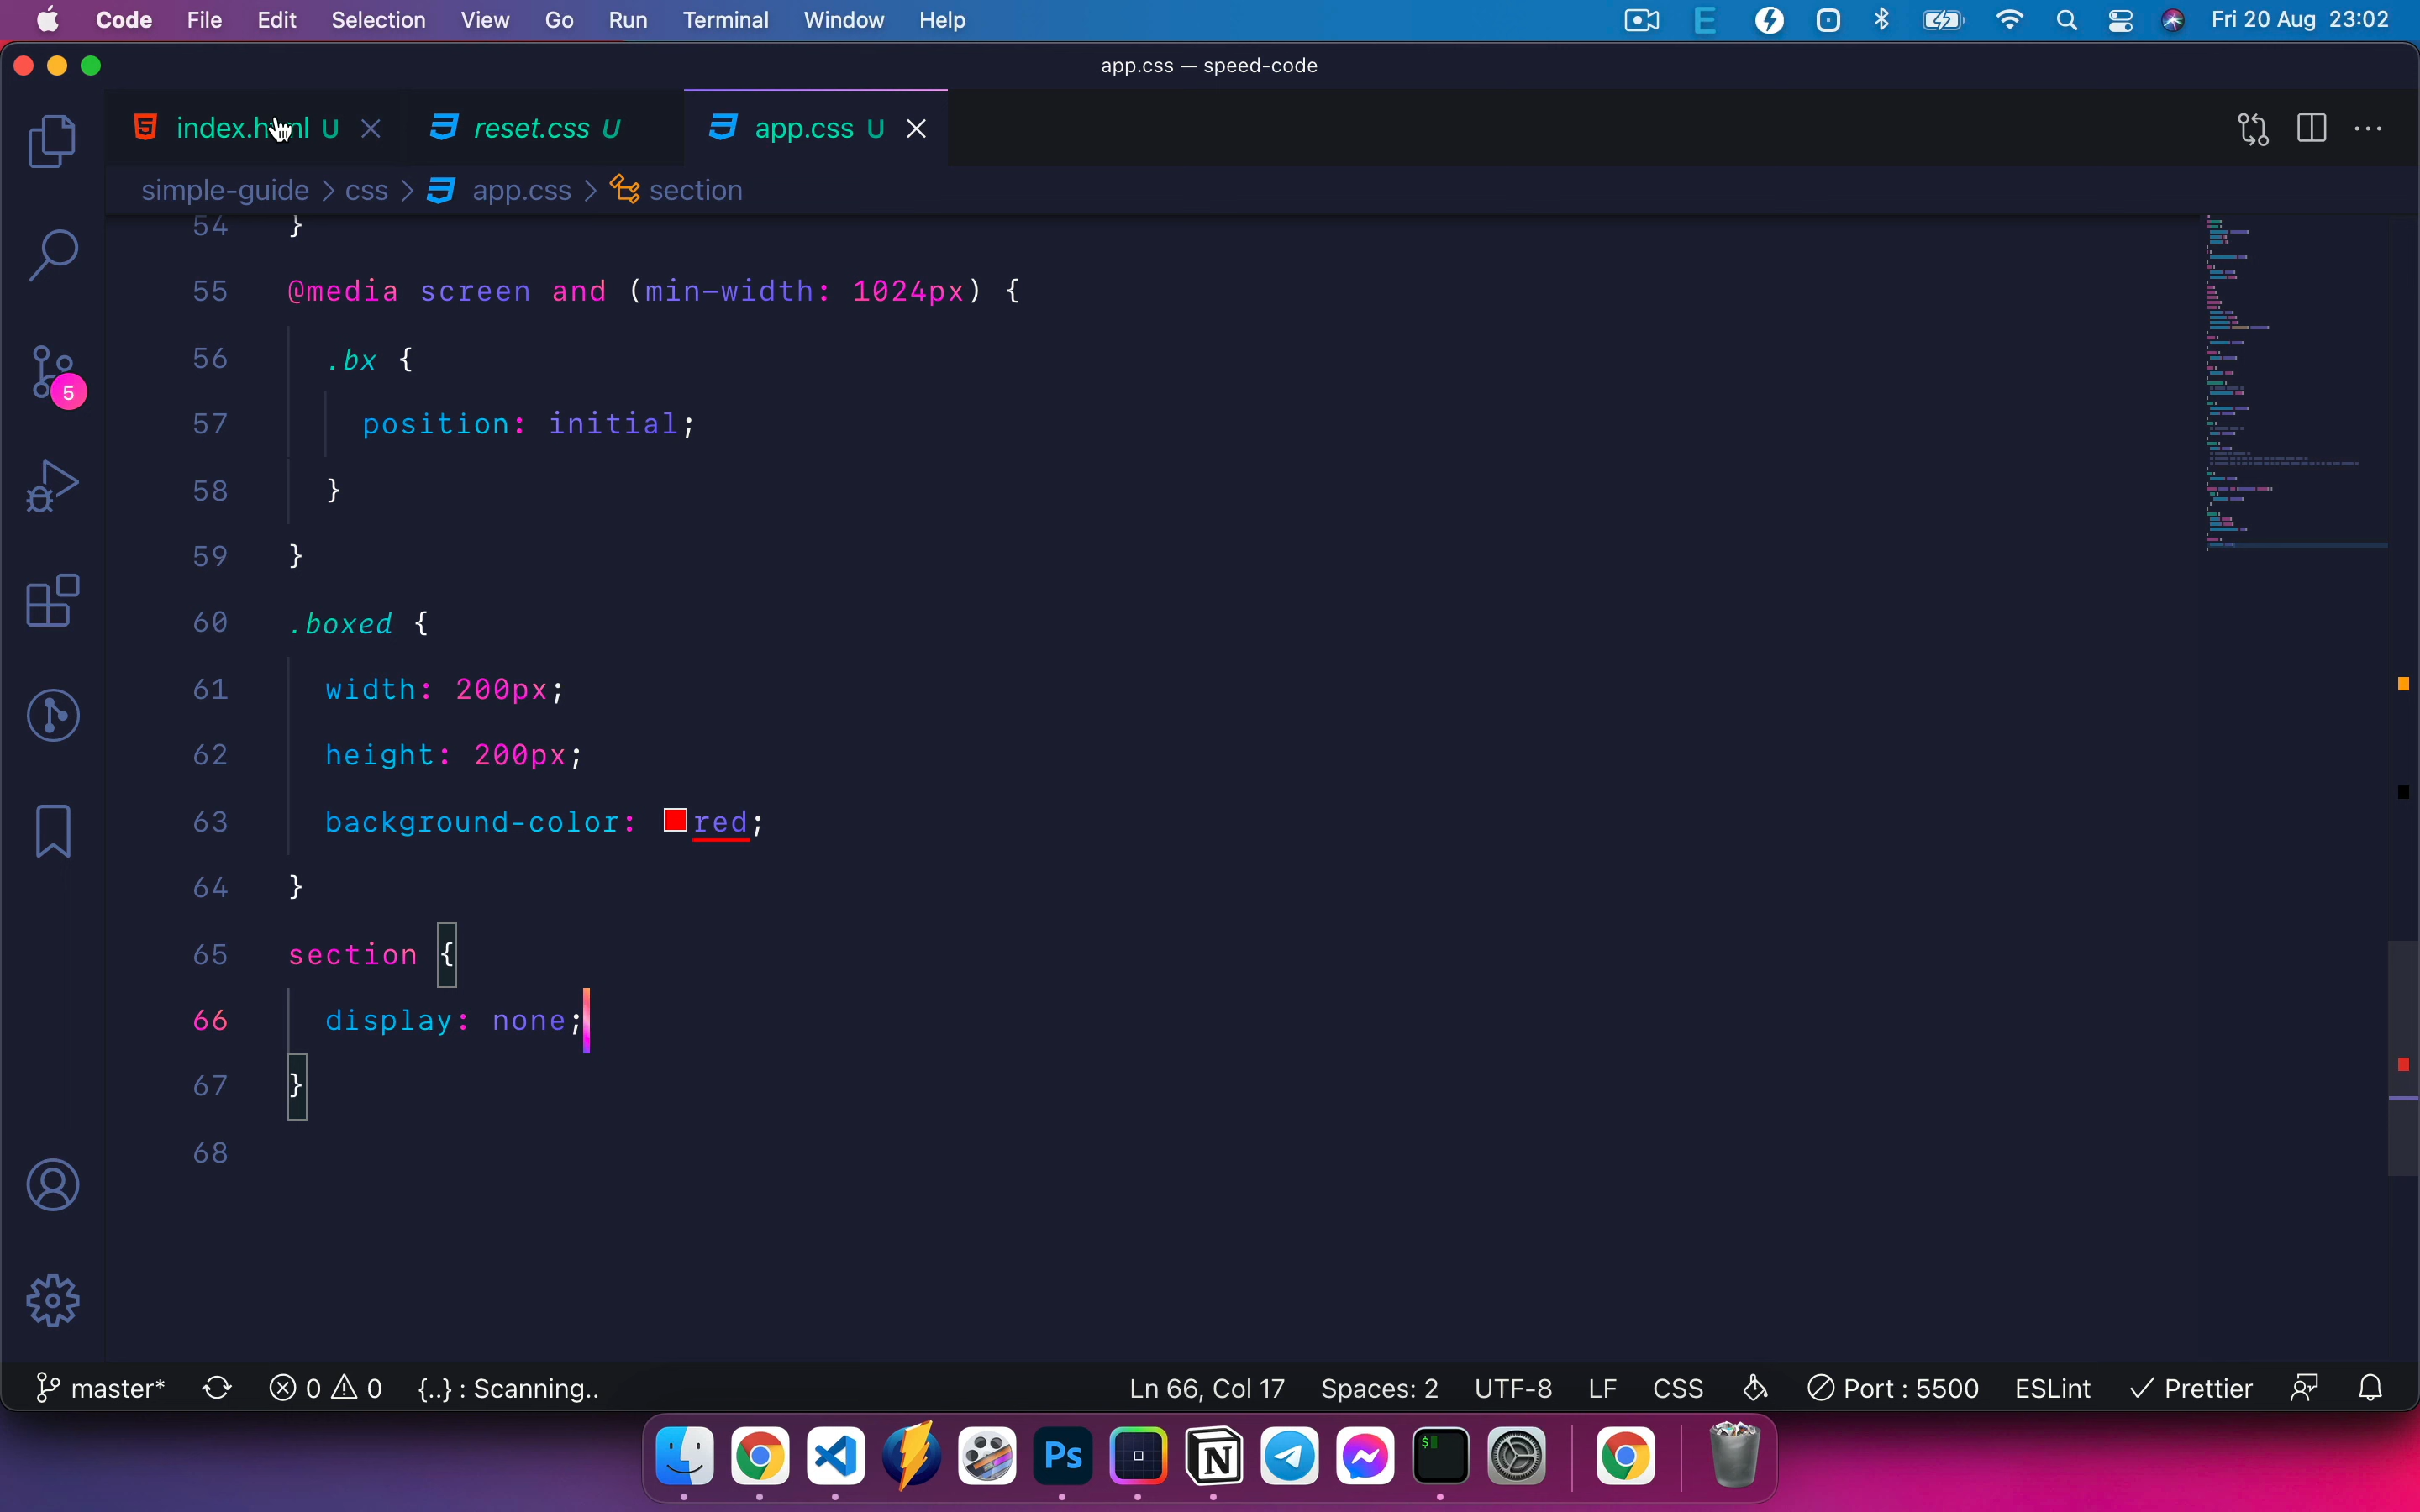 Code File Edit Selection View Go Run Terminal Window Help
E
Fri 20 Aug 23:02
app.css — speed-code
5 index.html U
reset.css U
app.css U
simple-guide > css > app.css > section
54 }
55 @media screen and (min-width: 1024px) {
56 .bx {
57 position: initial;
58 }
59 }
60 .boxed {
61 width: 200px;
62 height: 200px;
63 background-color: red;
64 }
65 section {
66 display: none;
67 }
68
5
master* 0 0 {..} : Scanning.. Ln 66, Col 17 Spaces: 2 UTF-8 LF CSS Port : 5500 ESLint Prettier
Ps
N
$